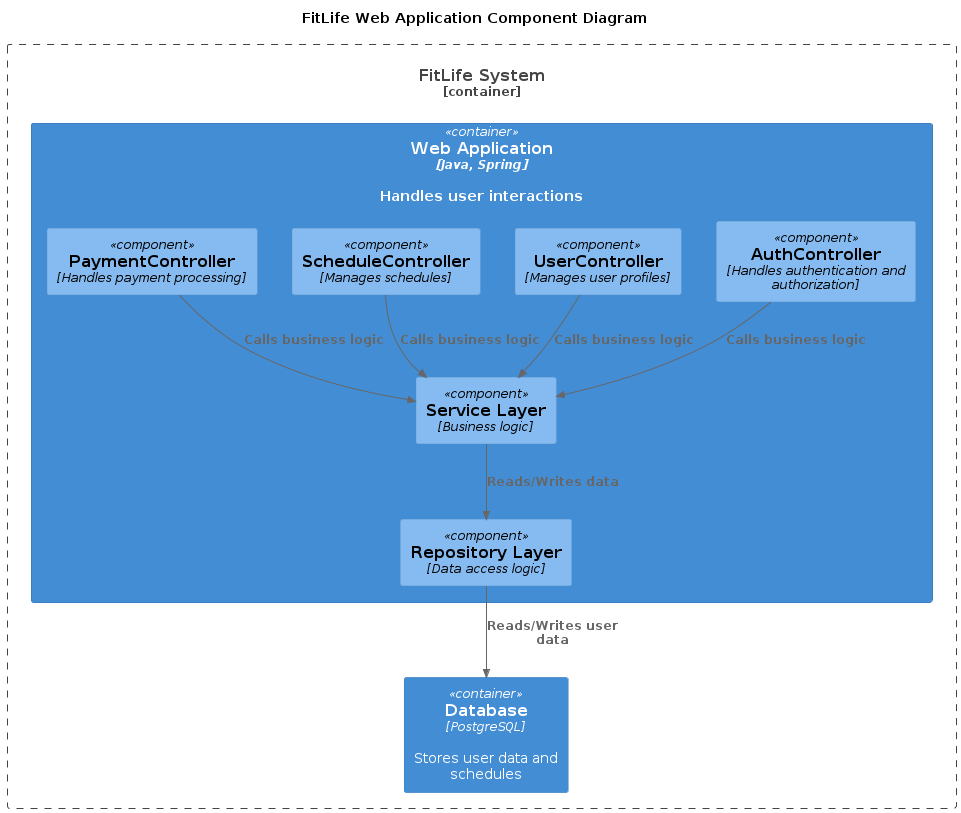 FitLife Web Application Component Diagram
FitLife System
[container]
«container»
Web Application
[Java, Spring]
Handles user interactions
«component»
PaymentController
[Handles payment processing]
«component»
ScheduleController
[Manages schedules]
«component»
UserController
[Manages user profiles]
«component»
AuthController
[Handles authentication and
authorization]
Calls business logic
Calls business logic
Calls business logic
Calls business logic
«component»
Service Layer
[Business logic]
Reads/Writes data
«component»
Repository Layer
[Data access logic]
Reads/Writes user
data
«container»
Database
[PostgreSQL]
Stores user data and
schedules